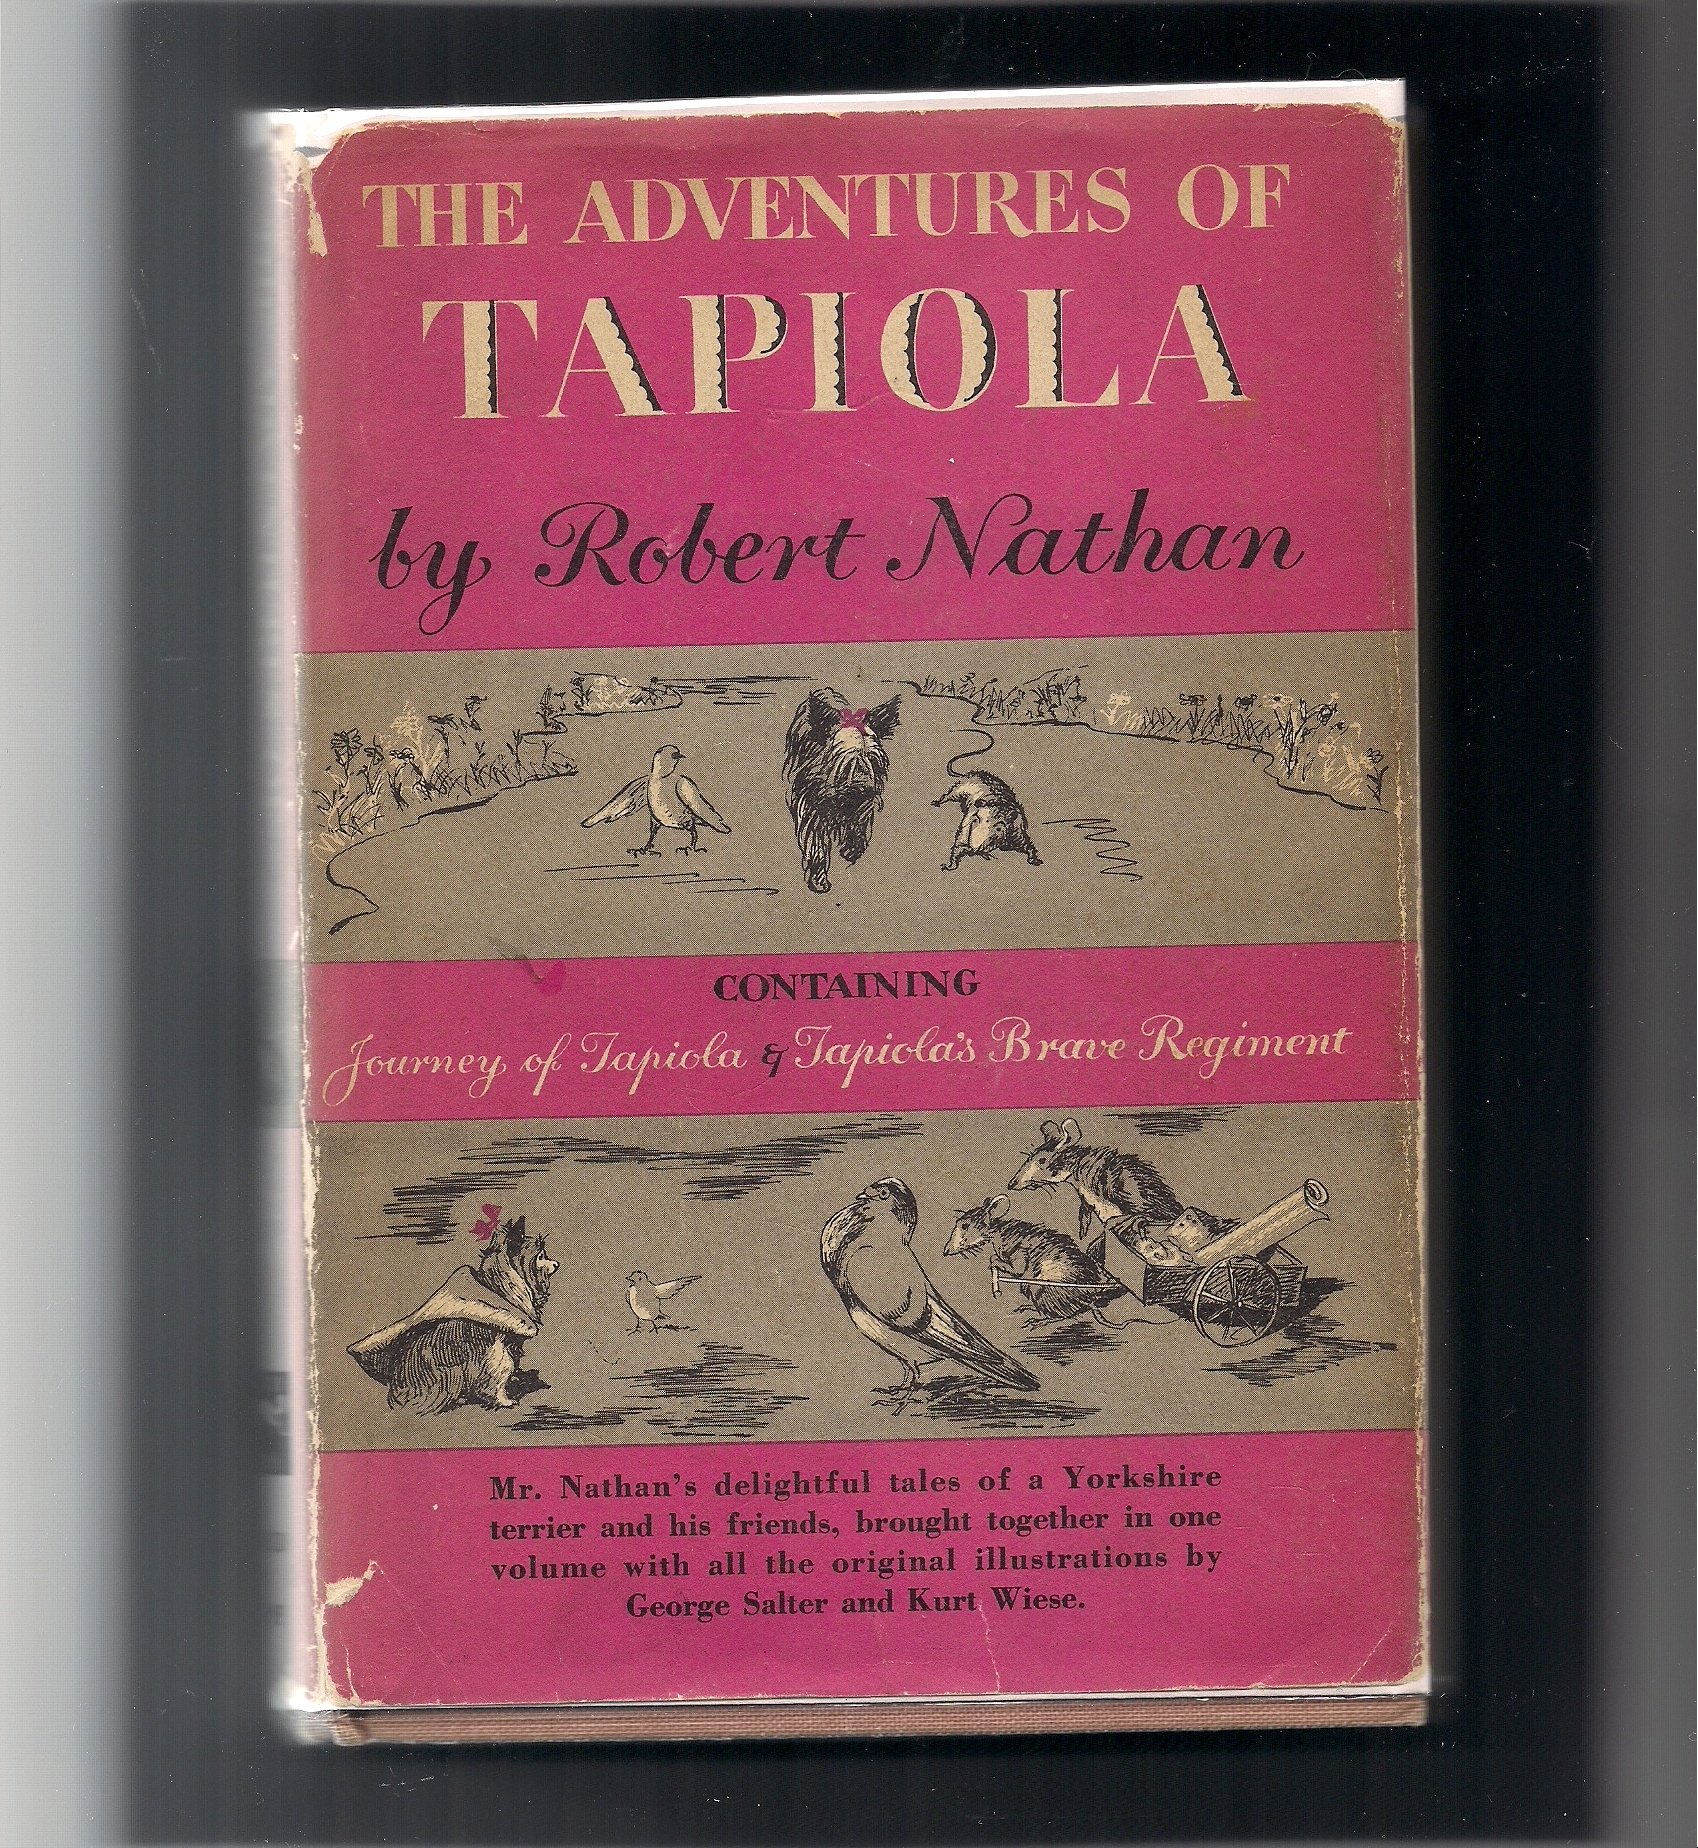 THE ADVENTURES OF
TAPIOLA
by Robert Nathan
CONTAINING
Journey of Tapiola & Tapiola's Brave Regiment
Mr. Nathan's delightful tales of a Yorkshire
terrier and his friends, brought together in one
volume with all the original illustrations by
George Salter and Kurt Wiese.